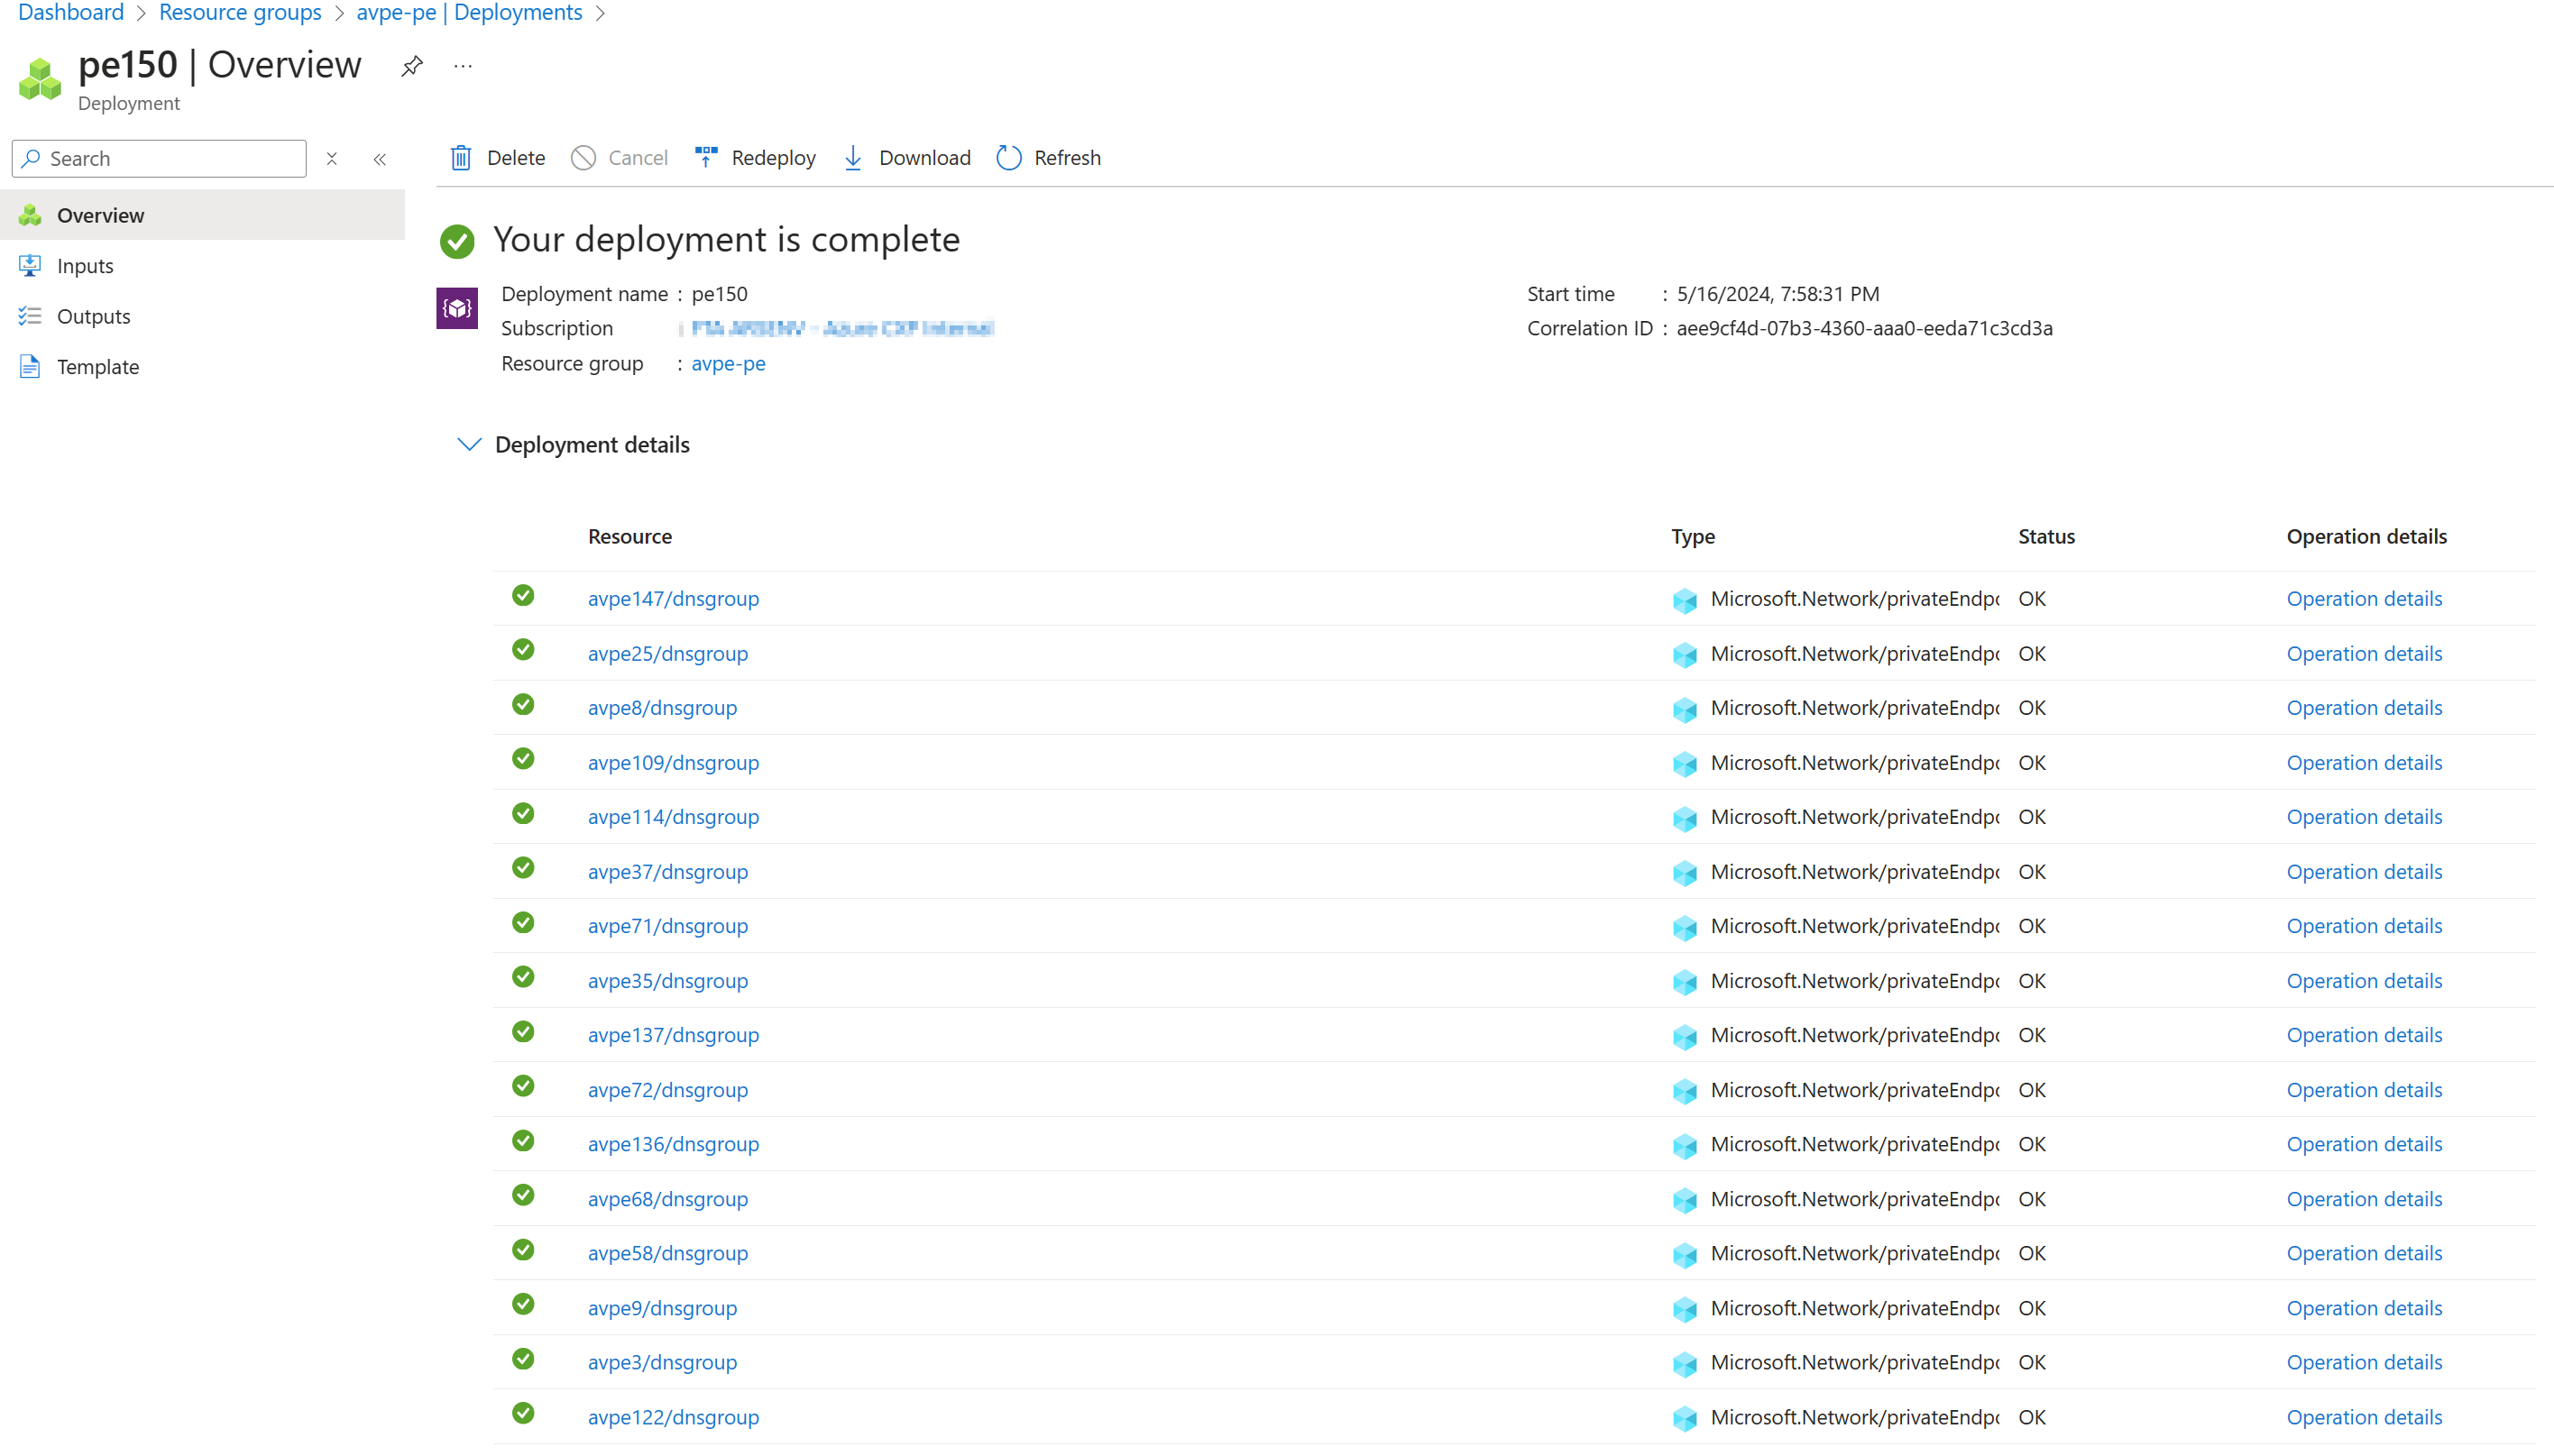 Dashboard > Resource groups > avpe-pe | Deployments >
pe150 | Overview ...
Deployment
Search
Delete Cancel Redeploy Download Refresh
Overview
Inputs
Outputs
Template
Your deployment is complete
Deployment name : pe150
Subscription :
Resource group : avpe-pe
Start time : 5/16/2024, 7:58:31 PM
Correlation ID : aee9cf4d-07b3-4360-aaa0-eeda71c3cd3a
Deployment details
Resource Type Status Operation details
avpe147/dnsgroup Microsoft.Network/privateEndpo OK Operation details
avpe25/dnsgroup Microsoft.Network/privateEndpo OK Operation details
avpe8/dnsgroup Microsoft.Network/privateEndpo OK Operation details
avpe109/dnsgroup Microsoft.Network/privateEndpo OK Operation details
avpe114/dnsgroup Microsoft.Network/privateEndpo OK Operation details
avpe37/dnsgroup Microsoft.Network/privateEndpo OK Operation details
avpe71/dnsgroup Microsoft.Network/privateEndpo OK Operation details
avpe35/dnsgroup Microsoft.Network/privateEndpo OK Operation details
avpe137/dnsgroup Microsoft.Network/privateEndpo OK Operation details
avpe72/dnsgroup Microsoft.Network/privateEndpo OK Operation details
avpe136/dnsgroup Microsoft.Network/privateEndpo OK Operation details
avpe68/dnsgroup Microsoft.Network/privateEndpo OK Operation details
avpe58/dnsgroup Microsoft.Network/privateEndpo OK Operation details
avpe9/dnsgroup Microsoft.Network/privateEndpo OK Operation details
avpe3/dnsgroup Microsoft.Network/privateEndpo OK Operation details
avpe122/dnsgroup Microsoft.Network/privateEndpo OK Operation details